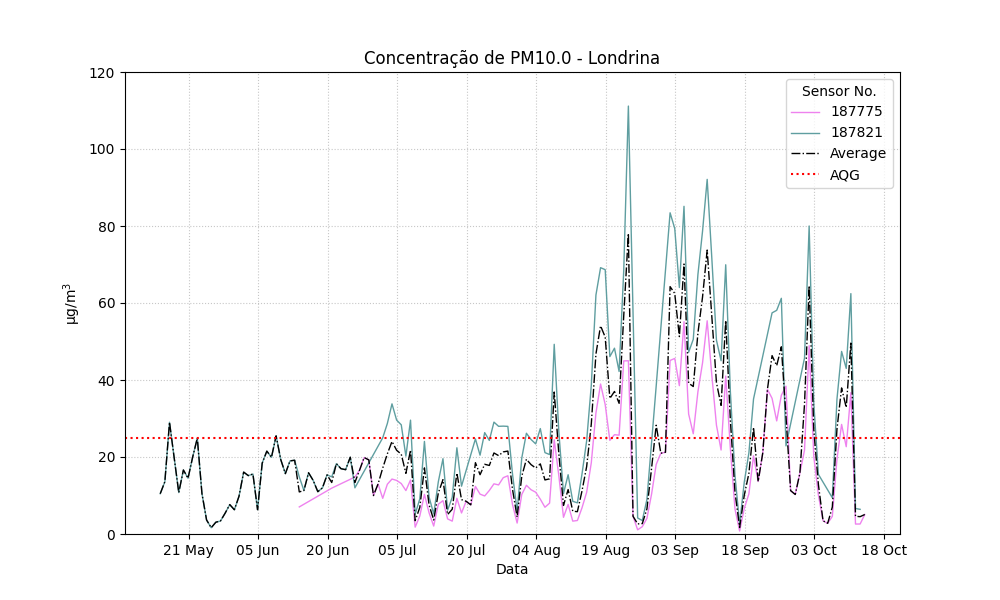 Concentração de PM10.0 - Londrina
Sensor No.
187775
187821
Average
AQG
120
100
80
60
40
20
0
µg/m³
21 May 05 Jun 20 Jun 05 Jul 20 Jul 04 Aug 19 Aug 03 Sep 18 Sep 03 Oct 18 Oct
Data